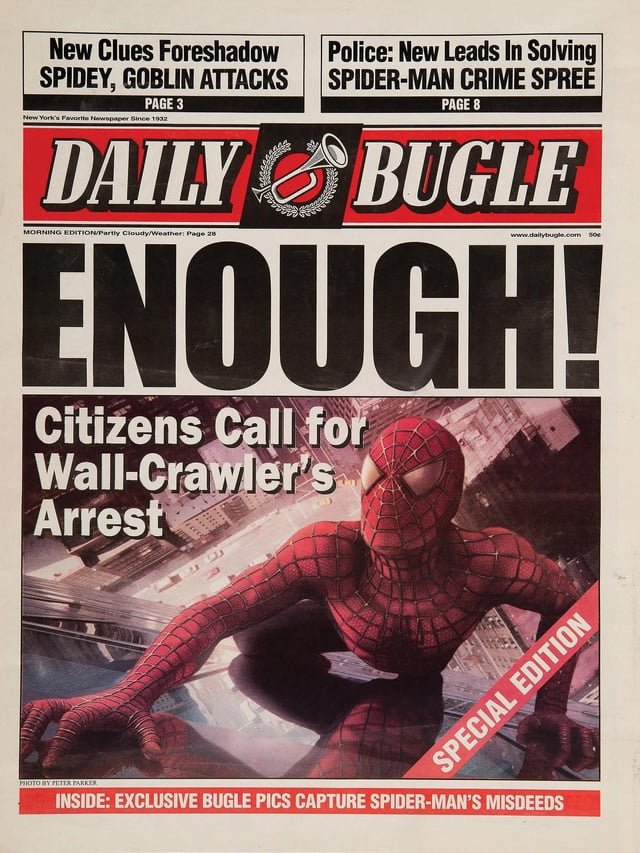 New Clues Foreshadow
SPIDEY, GOBLIN ATTACKS
PAGE 3
Police: New Leads In Solving
SPIDER-MAN CRIME SPREE
PAGE 8
New York's Favorite Newspaper Since 1932
DAILY BUGLE
MORNING EDITION/Partly Cloudy/Weather: Page 28
www.dailybugle.com 50¢
ENOUGH!
Citizens Call for
Wall-Crawler's
Arrest
SPECIAL EDITION
PHOTO BY PETER PARKER
INSIDE: EXCLUSIVE BUGLE PICS CAPTURE SPIDER-MAN'S MISDEEDS